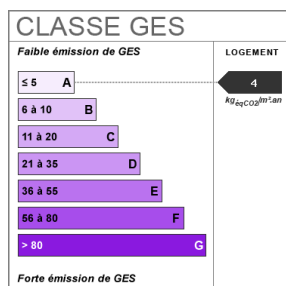 CLASSE GES
Faible émission de GES
LOGEMENT
≤ 5 A
4
kgéqCO2/m².an
6 à 10 B
11 à 20 C
21 à 35 D
36 à 55 E
56 à 80 F
> 80 G
Forte émission de GES